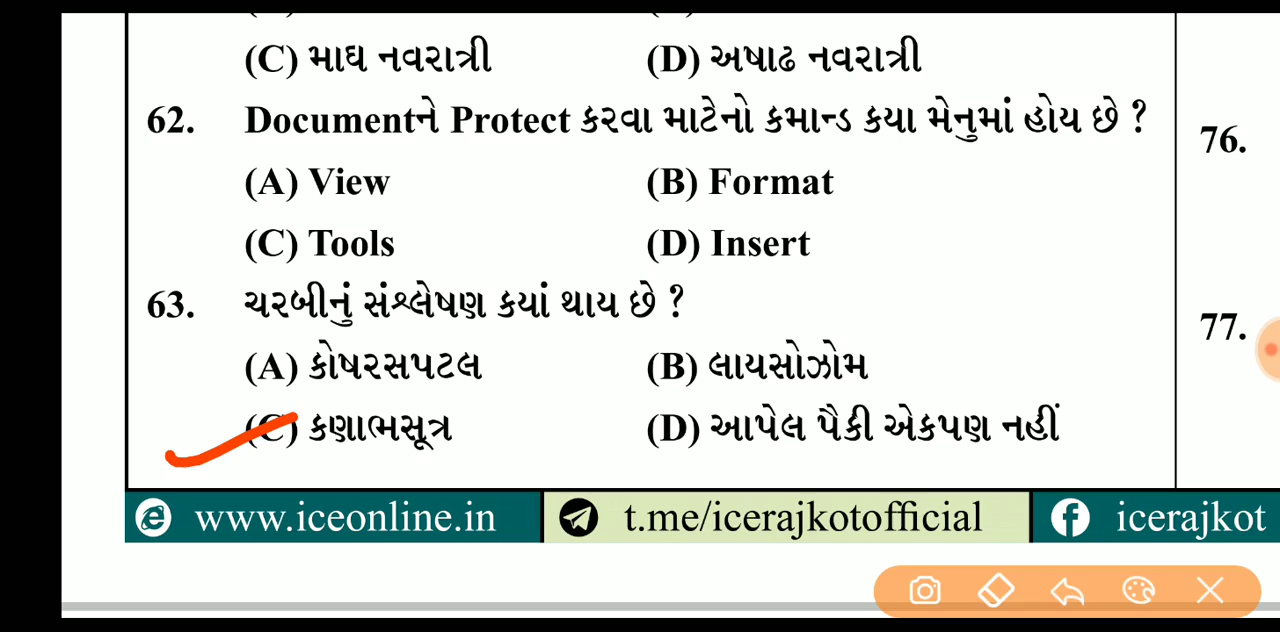 (C) માઘ નવરાત્રી (D) અષાઢ નવરાત્રી
62. Documentને Protect કરવા માટેનો કમાન્ડ કયા મેનુમાં હોય છે ?
(A) View (B) Format
(C) Tools (D) Insert
63. ચરબીનું સંશ્લેષણ કયાં થાય છે ?
(A) કોષરસપટલ (B) લાયસોઝોમ
(C) કણાભસૂત્ર (D) આપેલ પૈકી એકપણ નહીં
76.
77.
www.iceonline.in t.me/icerajkotofficial icerajkot